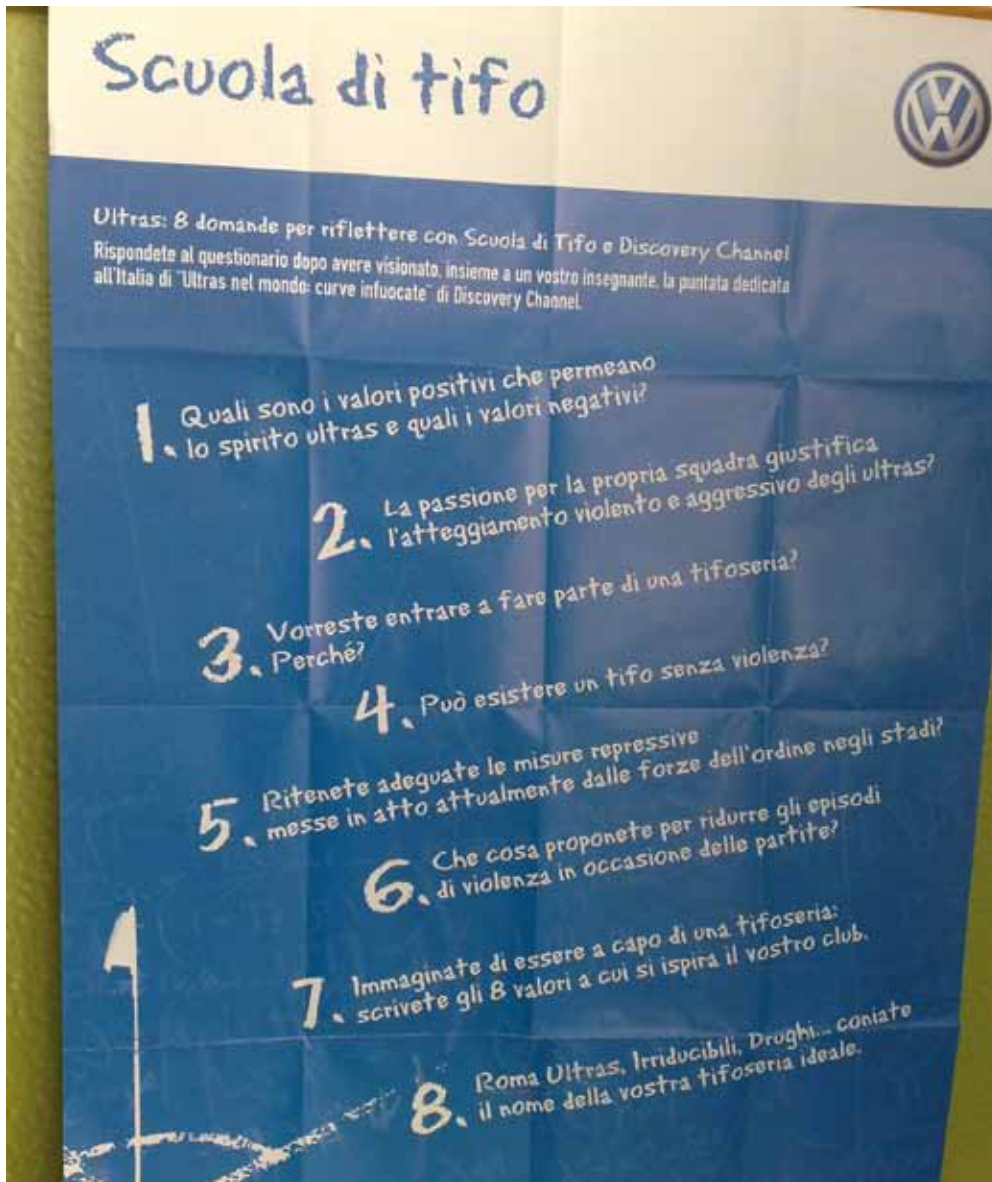 Scuola di tifo
VW
Ultras: 8 domande per riflettere con Scuola di Tifo e Discovery Channel
Rispondete al questionario dopo avere visionato, insieme a un vostro insegnante, la puntata dedicata
all'Italia di "Ultras nel mondo: curve infuocate" di Discovery Channel.
1. Quali sono i valori positivi che permeano
lo spirito ultras e quali i valori negativi?
2. La passione per la propria squadra giustifica
l'atteggiamento violento e aggressivo degli ultras?
3. Vorreste entrare a fare parte di una tifoseria?
Perché?
4. Può esistere un tifo senza violenza?
5. Ritenete adeguate le misure repressive
messe in atto attualmente dalle forze dell'ordine negli stadi?
6. Che cosa proponete per ridurre gli episodi
di violenza in occasione delle partite?
7. Immaginate di essere a capo di una tifoseria:
scrivete gli 8 valori a cui si ispira il vostro club.
8. Roma Ultras, Irriducibili, Drughi... coniate
il nome della vostra tifoseria ideale.